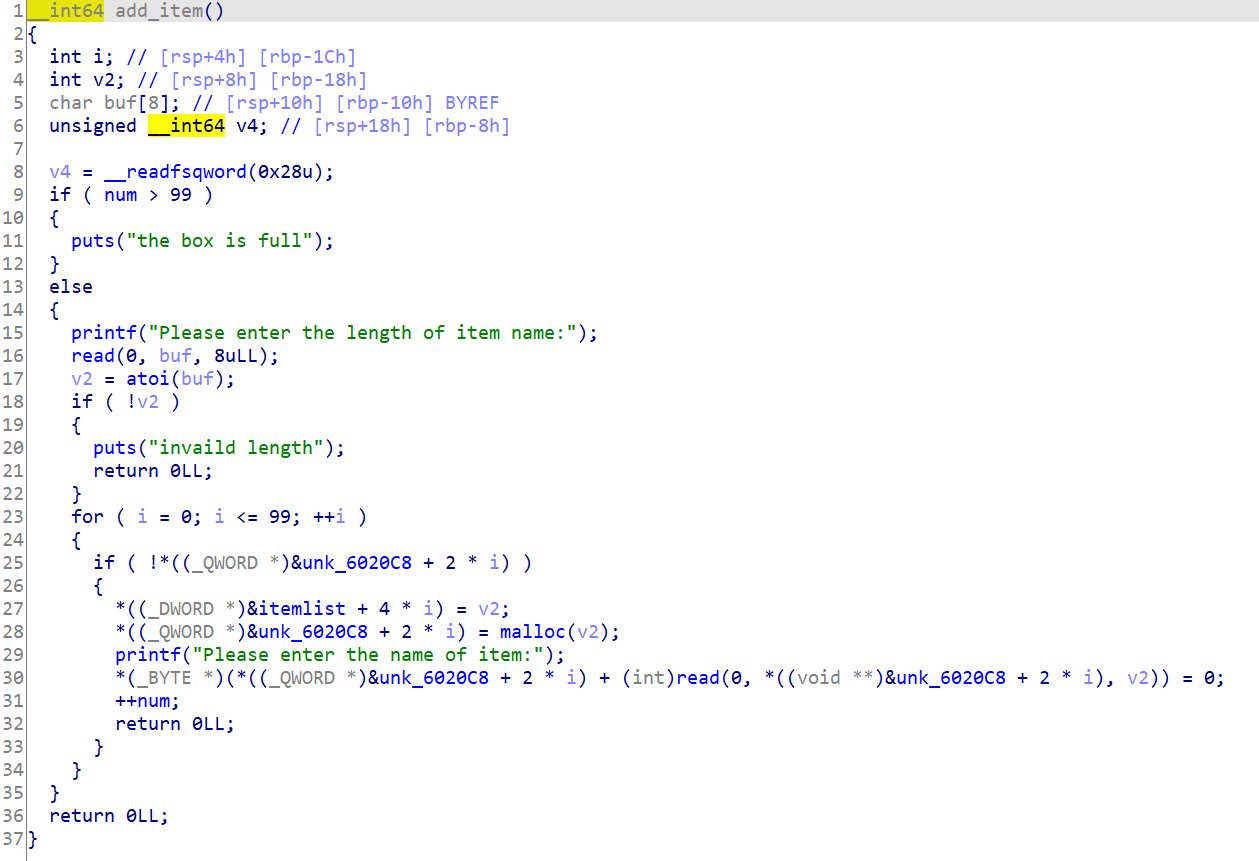 1 __int64 add_item()
2 {
3   int i; // [rsp+4h] [rbp-1Ch]
4   int v2; // [rsp+8h] [rbp-18h]
5   char buf[8]; // [rsp+10h] [rbp-10h] BYREF
6   unsigned __int64 v4; // [rsp+18h] [rbp-8h]
7
8   v4 = __readfsqword(0x28u);
9   if ( num > 99 )
10   {
11     puts("the box is full");
12   }
13   else
14   {
15     printf("Please enter the length of item name:");
16     read(0, buf, 8uLL);
17     v2 = atoi(buf);
18     if ( !v2 )
19     {
20       puts("invaild length");
21       return 0LL;
22     }
23     for ( i = 0; i <= 99; ++i )
24     {
25       if ( !*((_QWORD *)&unk_6020C8 + 2 * i) )
26       {
27         *((_DWORD *)&itemlist + 4 * i) = v2;
28         *((_QWORD *)&unk_6020C8 + 2 * i) = malloc(v2);
29         printf("Please enter the name of item:");
30         *(_BYTE *)(*((_QWORD *)&unk_6020C8 + 2 * i) + (int)read(0, *((void **)&unk_6020C8 + 2 * i), v2)) = 0;
31         ++num;
32         return 0LL;
33       }
34     }
35   }
36   return 0LL;
37 }